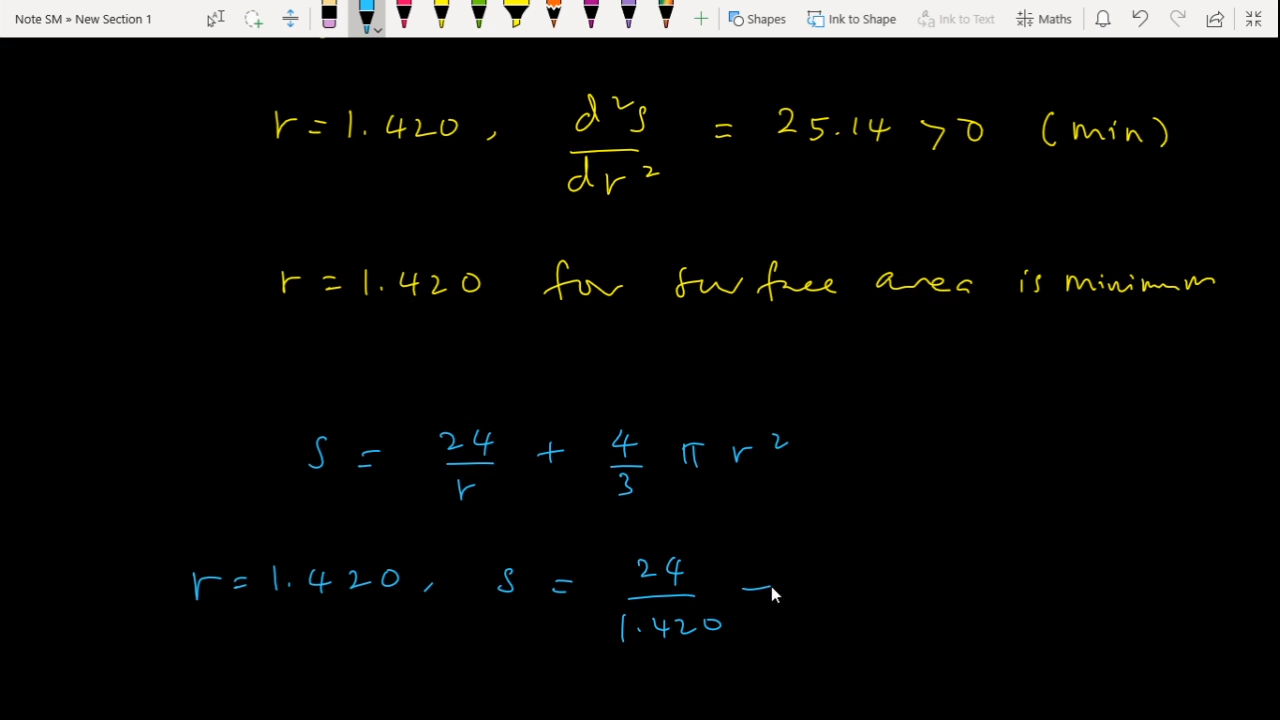 Note SM » New Section 1 Shapes Ink to Shape Ink to Text Maths
r = 1.420, d²s/dr² = 25.14 > 0 (min)
r = 1.420 for surface area is minimum
S = 24/r + 4/3 π r²
r = 1.420, s = 24/1.420 −